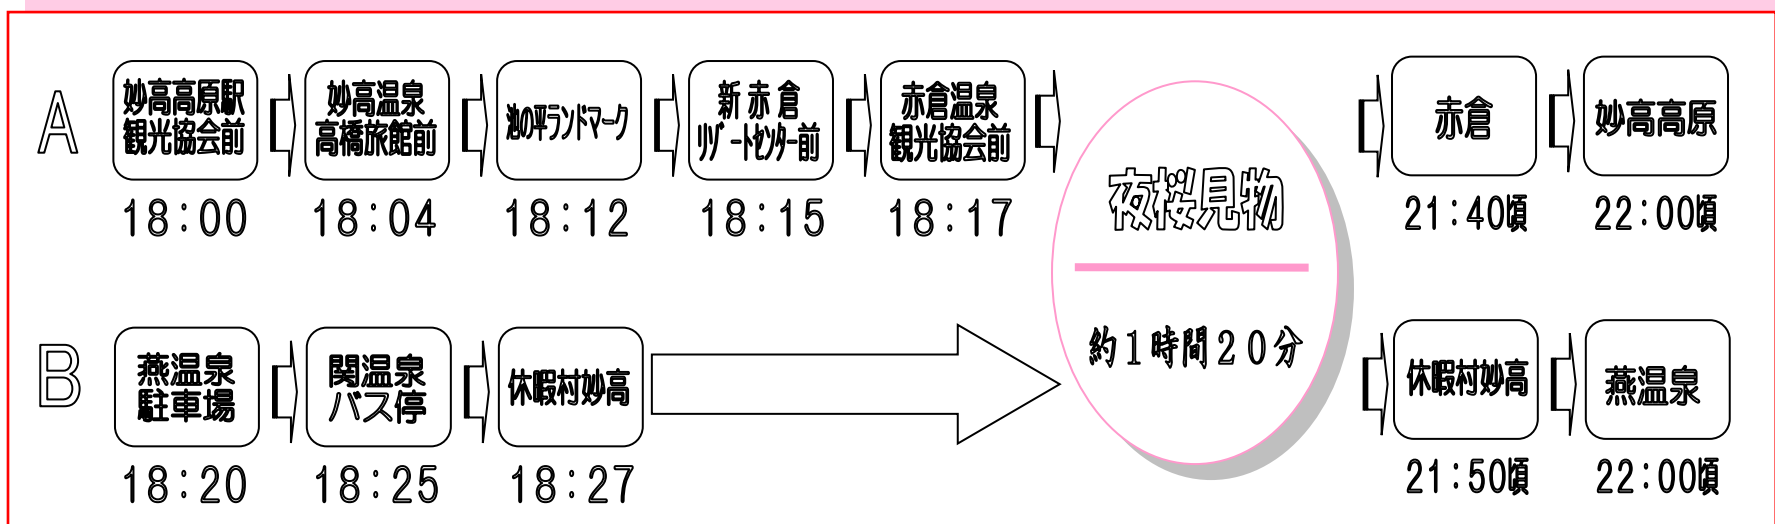 A
妙高高原駅
観光協会前
18:00
妙高温泉
高橋旅館前
18:04
池の平ランドマーク
18:12
新赤倉
リゾートセンター前
18:15
赤倉温泉
観光協会前
18:17
夜桜見物
約1時間20分
赤倉
21:40頃
妙高高原
22:00頃
B
燕温泉
駐車場
18:20
関温泉
バス停
18:25
休暇村妙高
18:27
休暇村妙高
21:50頃
燕温泉
22:00頃